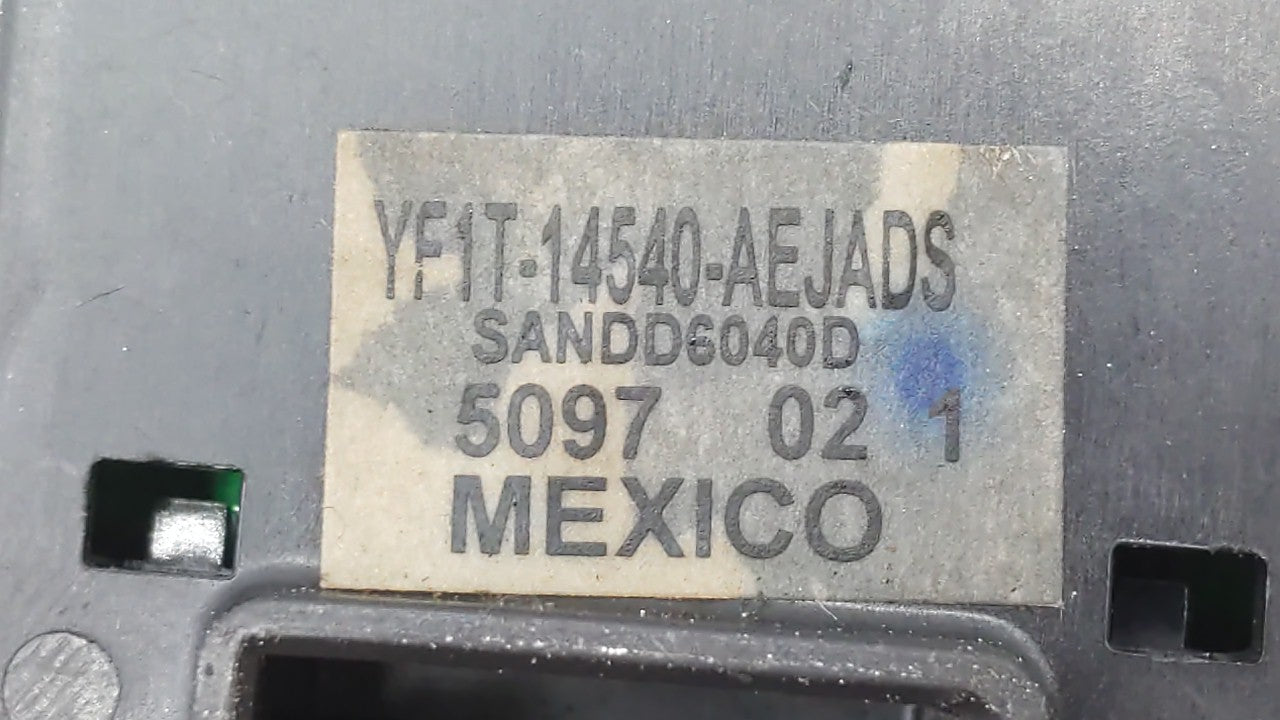 YF1T-14540-AEJADS
SANDD6040D
5097 02 1
MEXICO